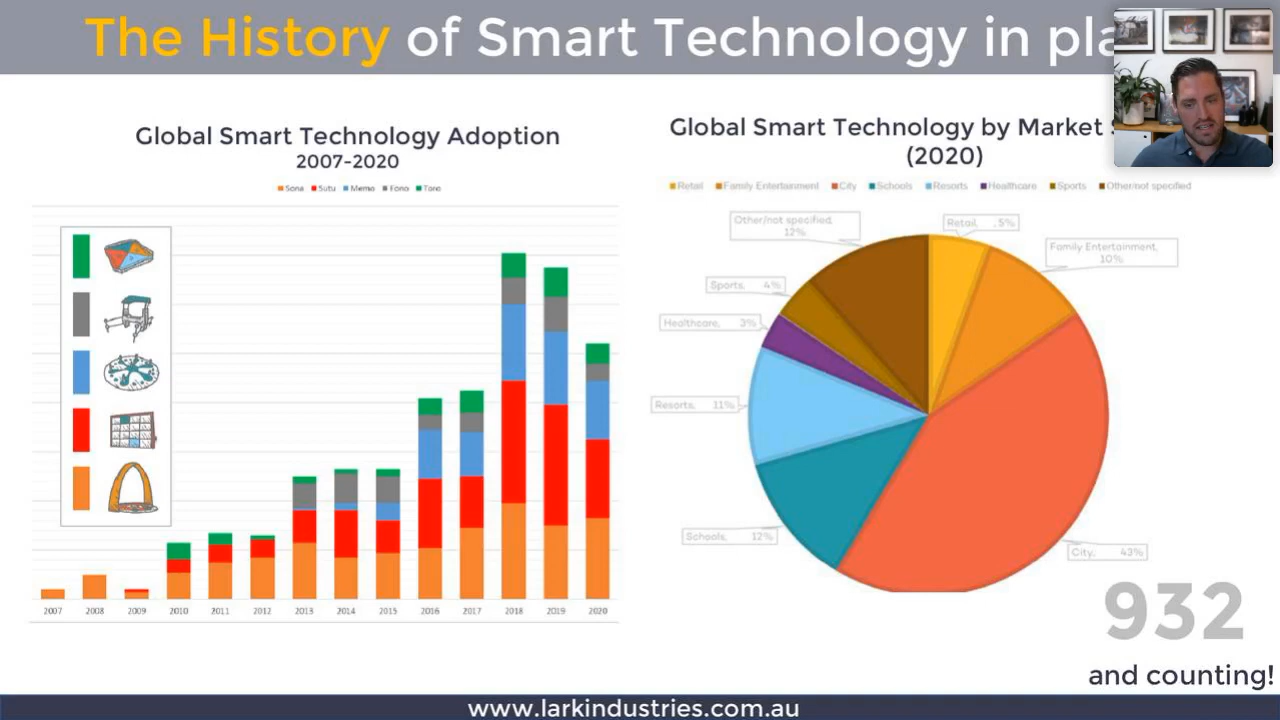 The History of Smart Technology in pla
Global Smart Technology Adoption
2007-2020
Sona Sutu Memo Fono Toro
2007 2008 2009 2010 2011 2012 2013 2014 2015 2016 2017 2018 2019 2020
Global Smart Technology by Market
(2020)
Retail Family Entertainment City Schools Resorts Healthcare Sports Other/not specified
Other/not specified,
12%
Retail, , 5%
Family Entertainment,
10%
Sports, 4%
Healthcare, 3%
Resorts, 11%
Schools, 12%
City, 43%
932
and counting!
www.larkindustries.com.au